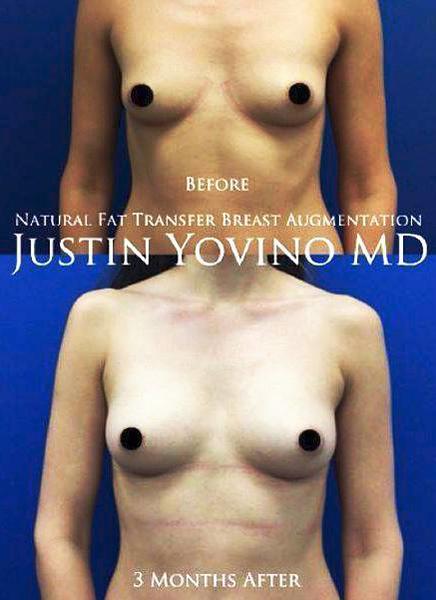 Before
Natural Fat Transfer Breast Augmentation
Justin Yovino MD
3 Months After